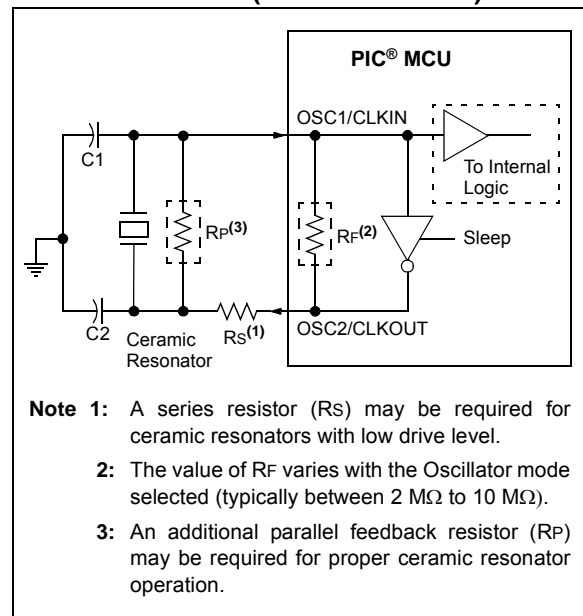 PIC® MCU
OSC1/CLKIN
C1
To Internal
Logic
RP(3)
RF(2)
Sleep
C2
Ceramic
Resonator
RS(1)
OSC2/CLKOUT
Note 1: A series resistor (RS) may be required for
ceramic resonators with low drive level.
2: The value of RF varies with the Oscillator mode
selected (typically between 2 MΩ to 10 MΩ).
3: An additional parallel feedback resistor (RP)
may be required for proper ceramic resonator
operation.